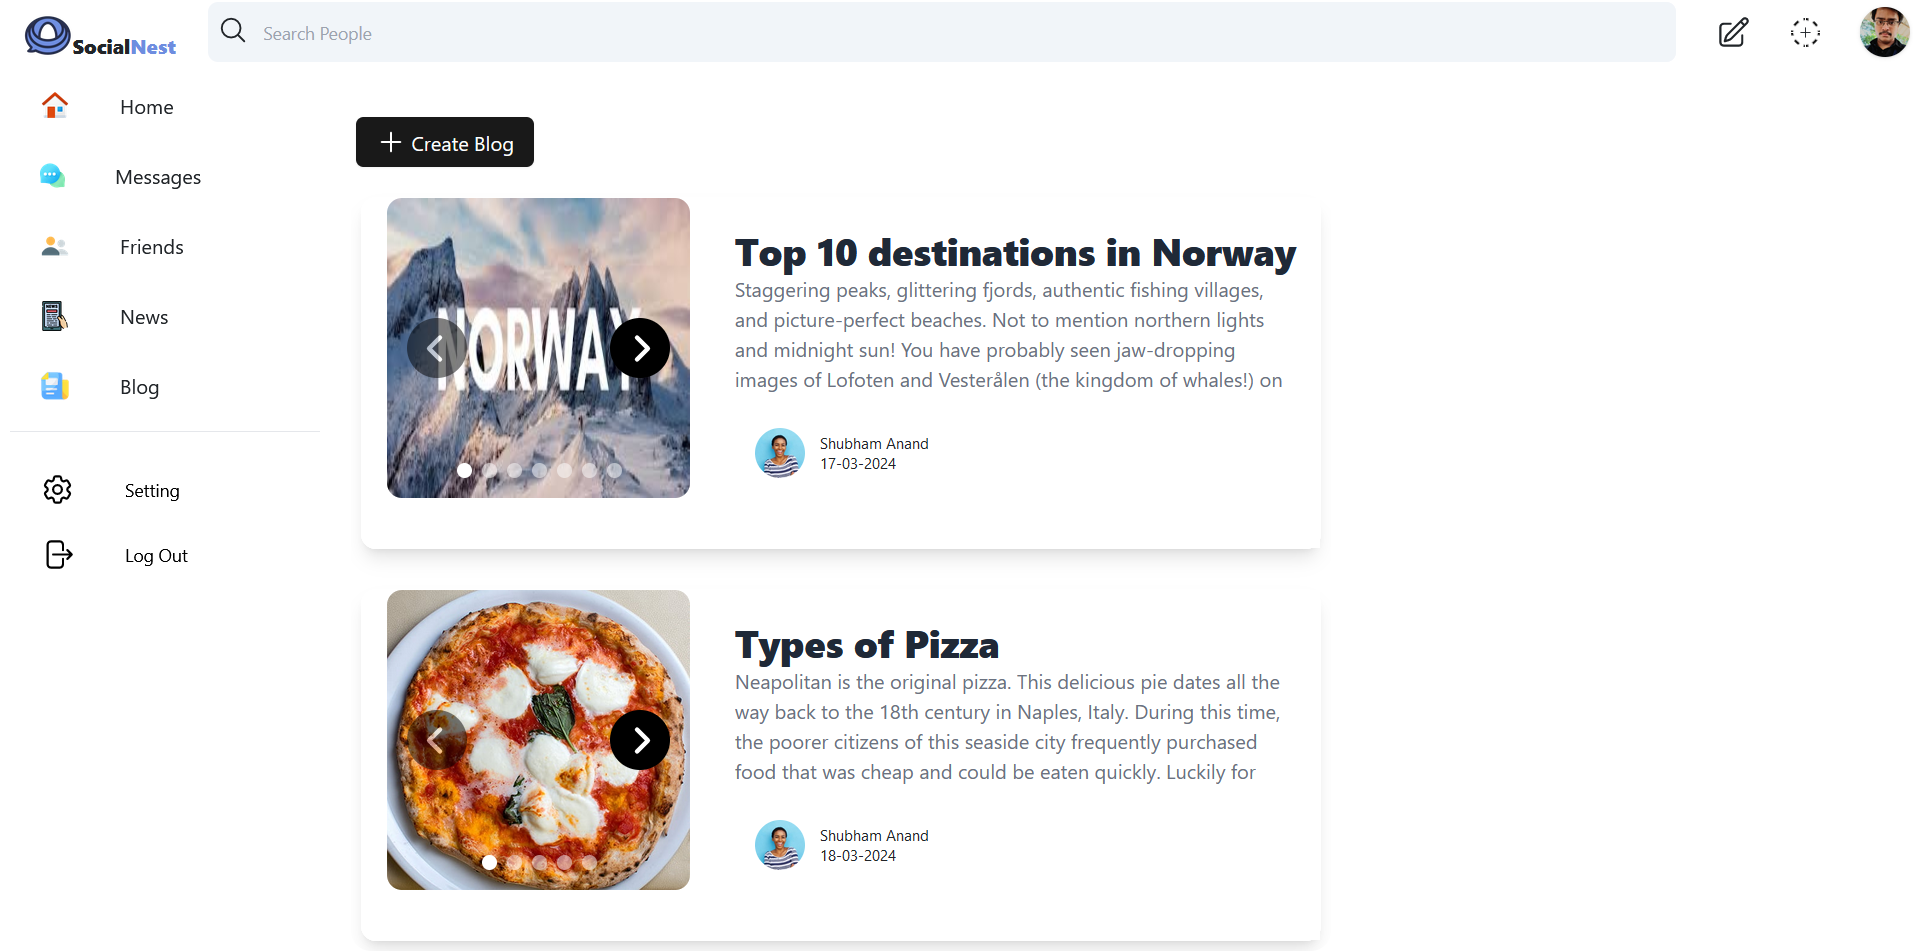 SocialNest
Search People
Home
Messages
Friends
News
Blog
Setting
Log Out
Create Blog
NORWAY
Top 10 destinations in Norway
Staggering peaks, glittering fjords, authentic fishing villages,
and picture-perfect beaches. Not to mention northern lights
and midnight sun! You have probably seen jaw-dropping
images of Lofoten and Vesterålen (the kingdom of whales!) on
Shubham Anand
17-03-2024
Types of Pizza
Neapolitan is the original pizza. This delicious pie dates all the
way back to the 18th century in Naples, Italy. During this time,
the poorer citizens of this seaside city frequently purchased
food that was cheap and could be eaten quickly. Luckily for
Shubham Anand
18-03-2024